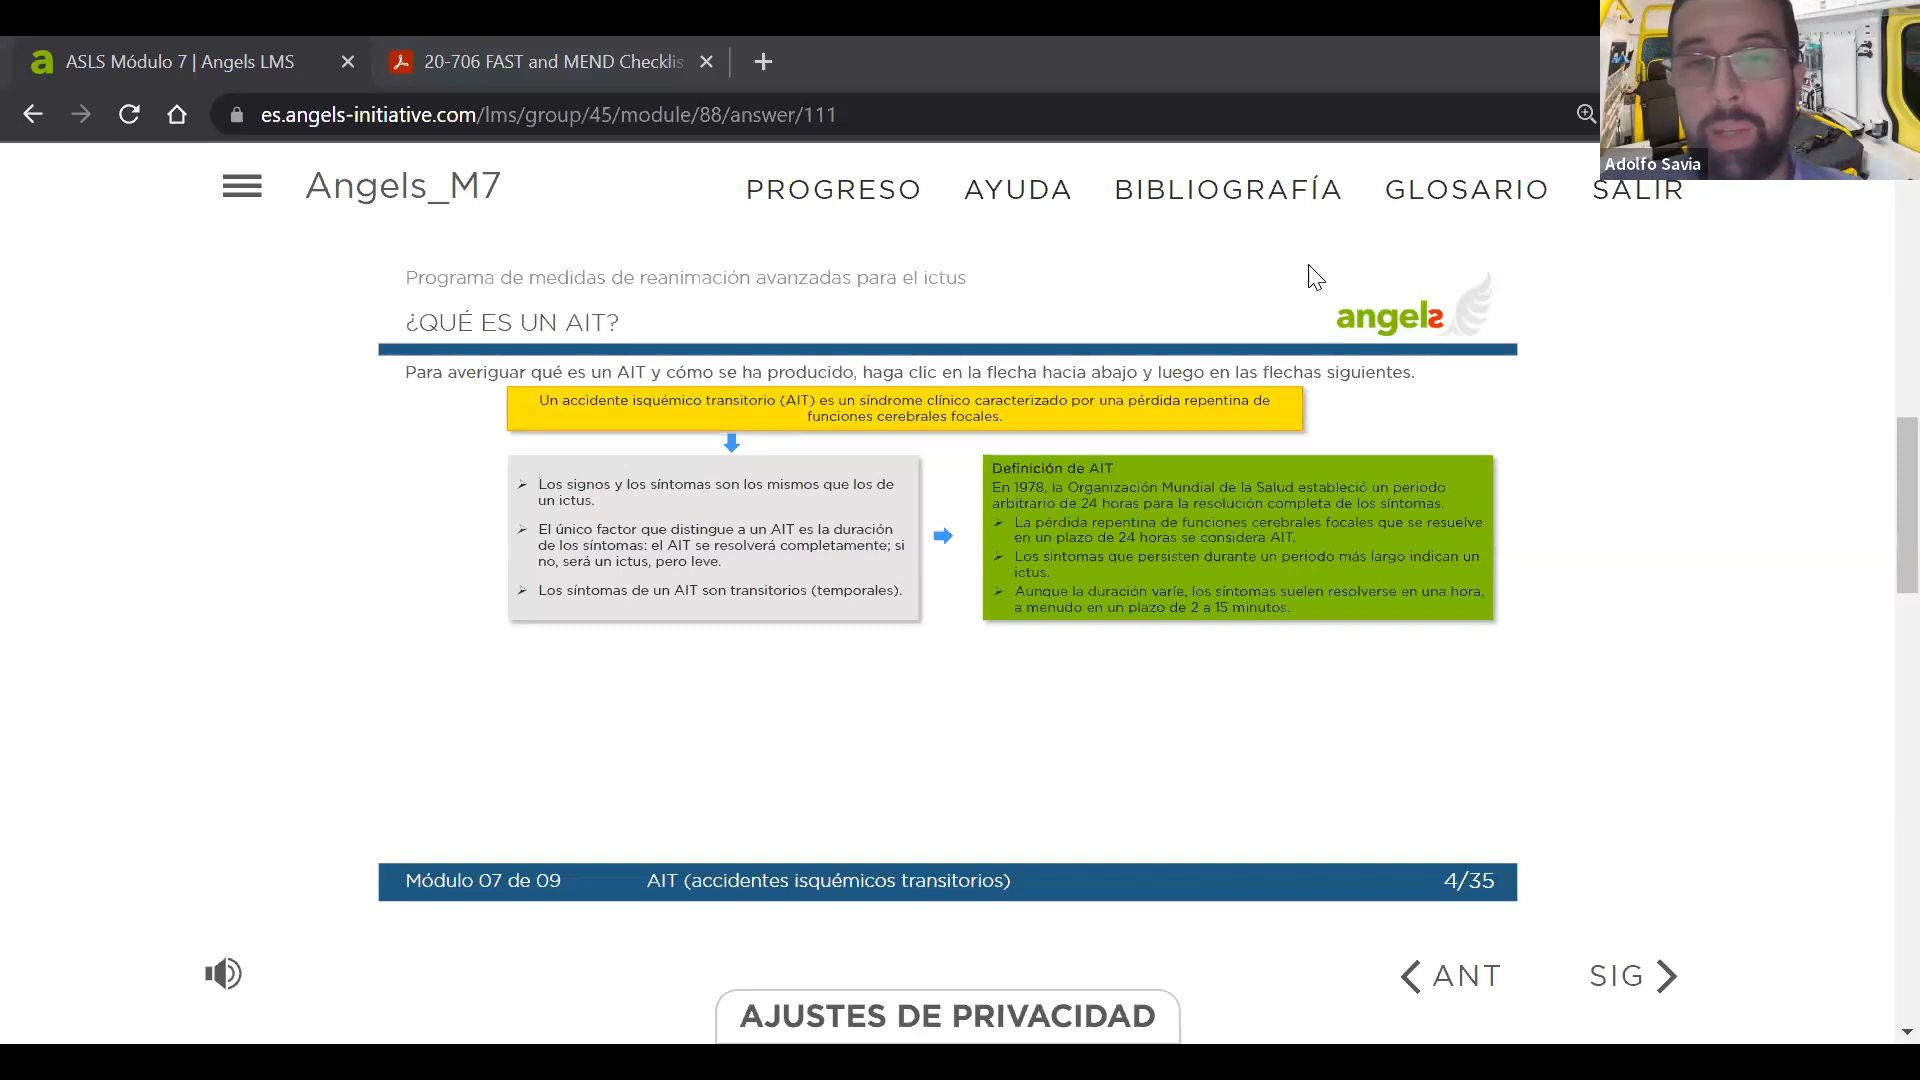 ASLS Módulo 7 | Angels LMS
20-706 FAST and MEND Checklis
es.angels-initiative.com/lms/group/45/module/88/answer/111
Adolfo Savia
Angels_M7
PROGRESO
AYUDA
BIBLIOGRAFÍA
GLOSARIO
SALIR
Programa de medidas de reanimación avanzadas para el ictus
¿QUÉ ES UN AIT?
angels
Para averiguar qué es un AIT y cómo se ha producido, haga clic en la flecha hacia abajo y luego en las flechas siguientes.
Un accidente isquémico transitorio (AIT) es un síndrome clínico caracterizado por una pérdida repentina de
funciones cerebrales focales.
Los signos y los síntomas son los mismos que los de
un ictus.
El único factor que distingue a un AIT es la duración
de los síntomas: el AIT se resolverá completamente; si
no, será un ictus, pero leve.
Los síntomas de un AIT son transitorios (temporales).
Definición de AIT
En 1978, la Organización Mundial de la Salud estableció un periodo
arbitrario de 24 horas para la resolución completa de los síntomas.
La pérdida repentina de funciones cerebrales focales que se resuelve
en un plazo de 24 horas se considera AIT.
Los síntomas que persisten durante un periodo más largo indican un
ictus.
Aunque la duración varíe, los síntomas suelen resolverse en una hora,
a menudo en un plazo de 2 a 15 minutos.
Módulo 07 de 09
AIT (accidentes isquémicos transitorios)
4/35
ANT
SIG
AJUSTES DE PRIVACIDAD